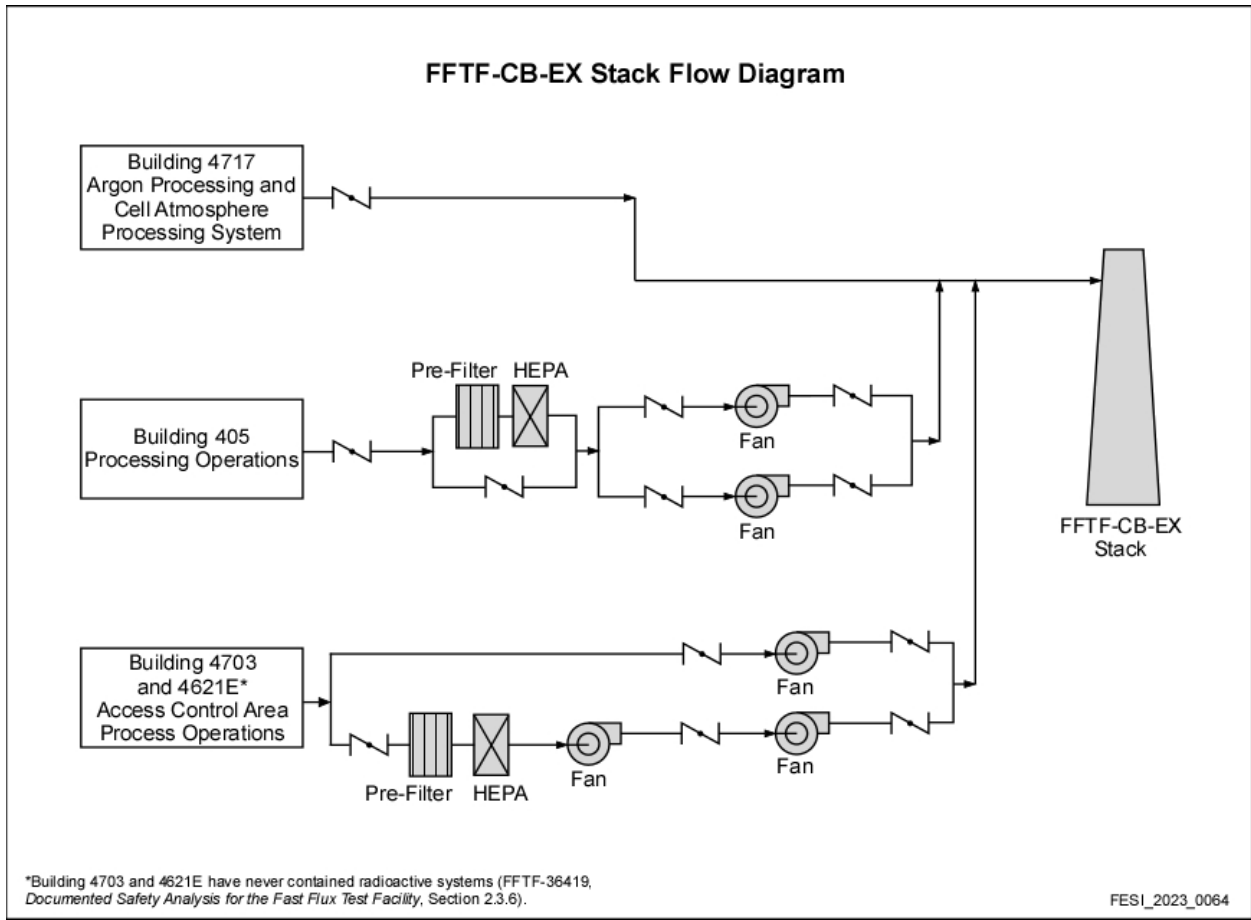 FFTF-CB-EX Stack Flow Diagram
Building 4717
Argon Processing and
Cell Atmosphere
Processing System
Pre-Filter HEPA
Building 405
Processing Operations
Fan
Fan
FFTF-CB-EX
Stack
Building 4703
and 4621E*
Access Control Area
Process Operations
Fan
Fan
Fan
Pre-Filter HEPA
*Building 4703 and 4621E have never contained radioactive systems (FFTF-36419,
Documented Safety Analysis for the Fast Flux Test Facility, Section 2.3.6).
FESI_2023_0064